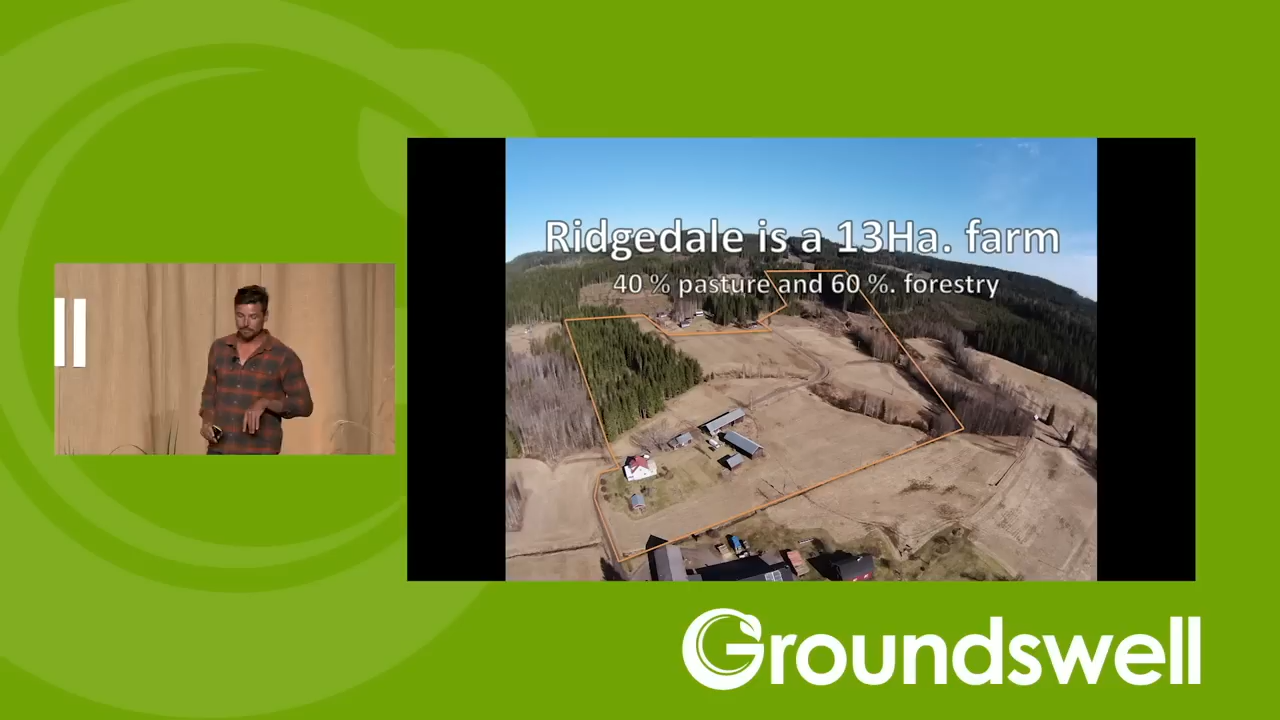 Ridgedale is a 13Ha. farm
40 % pasture and 60 %. forestry
Groundswell